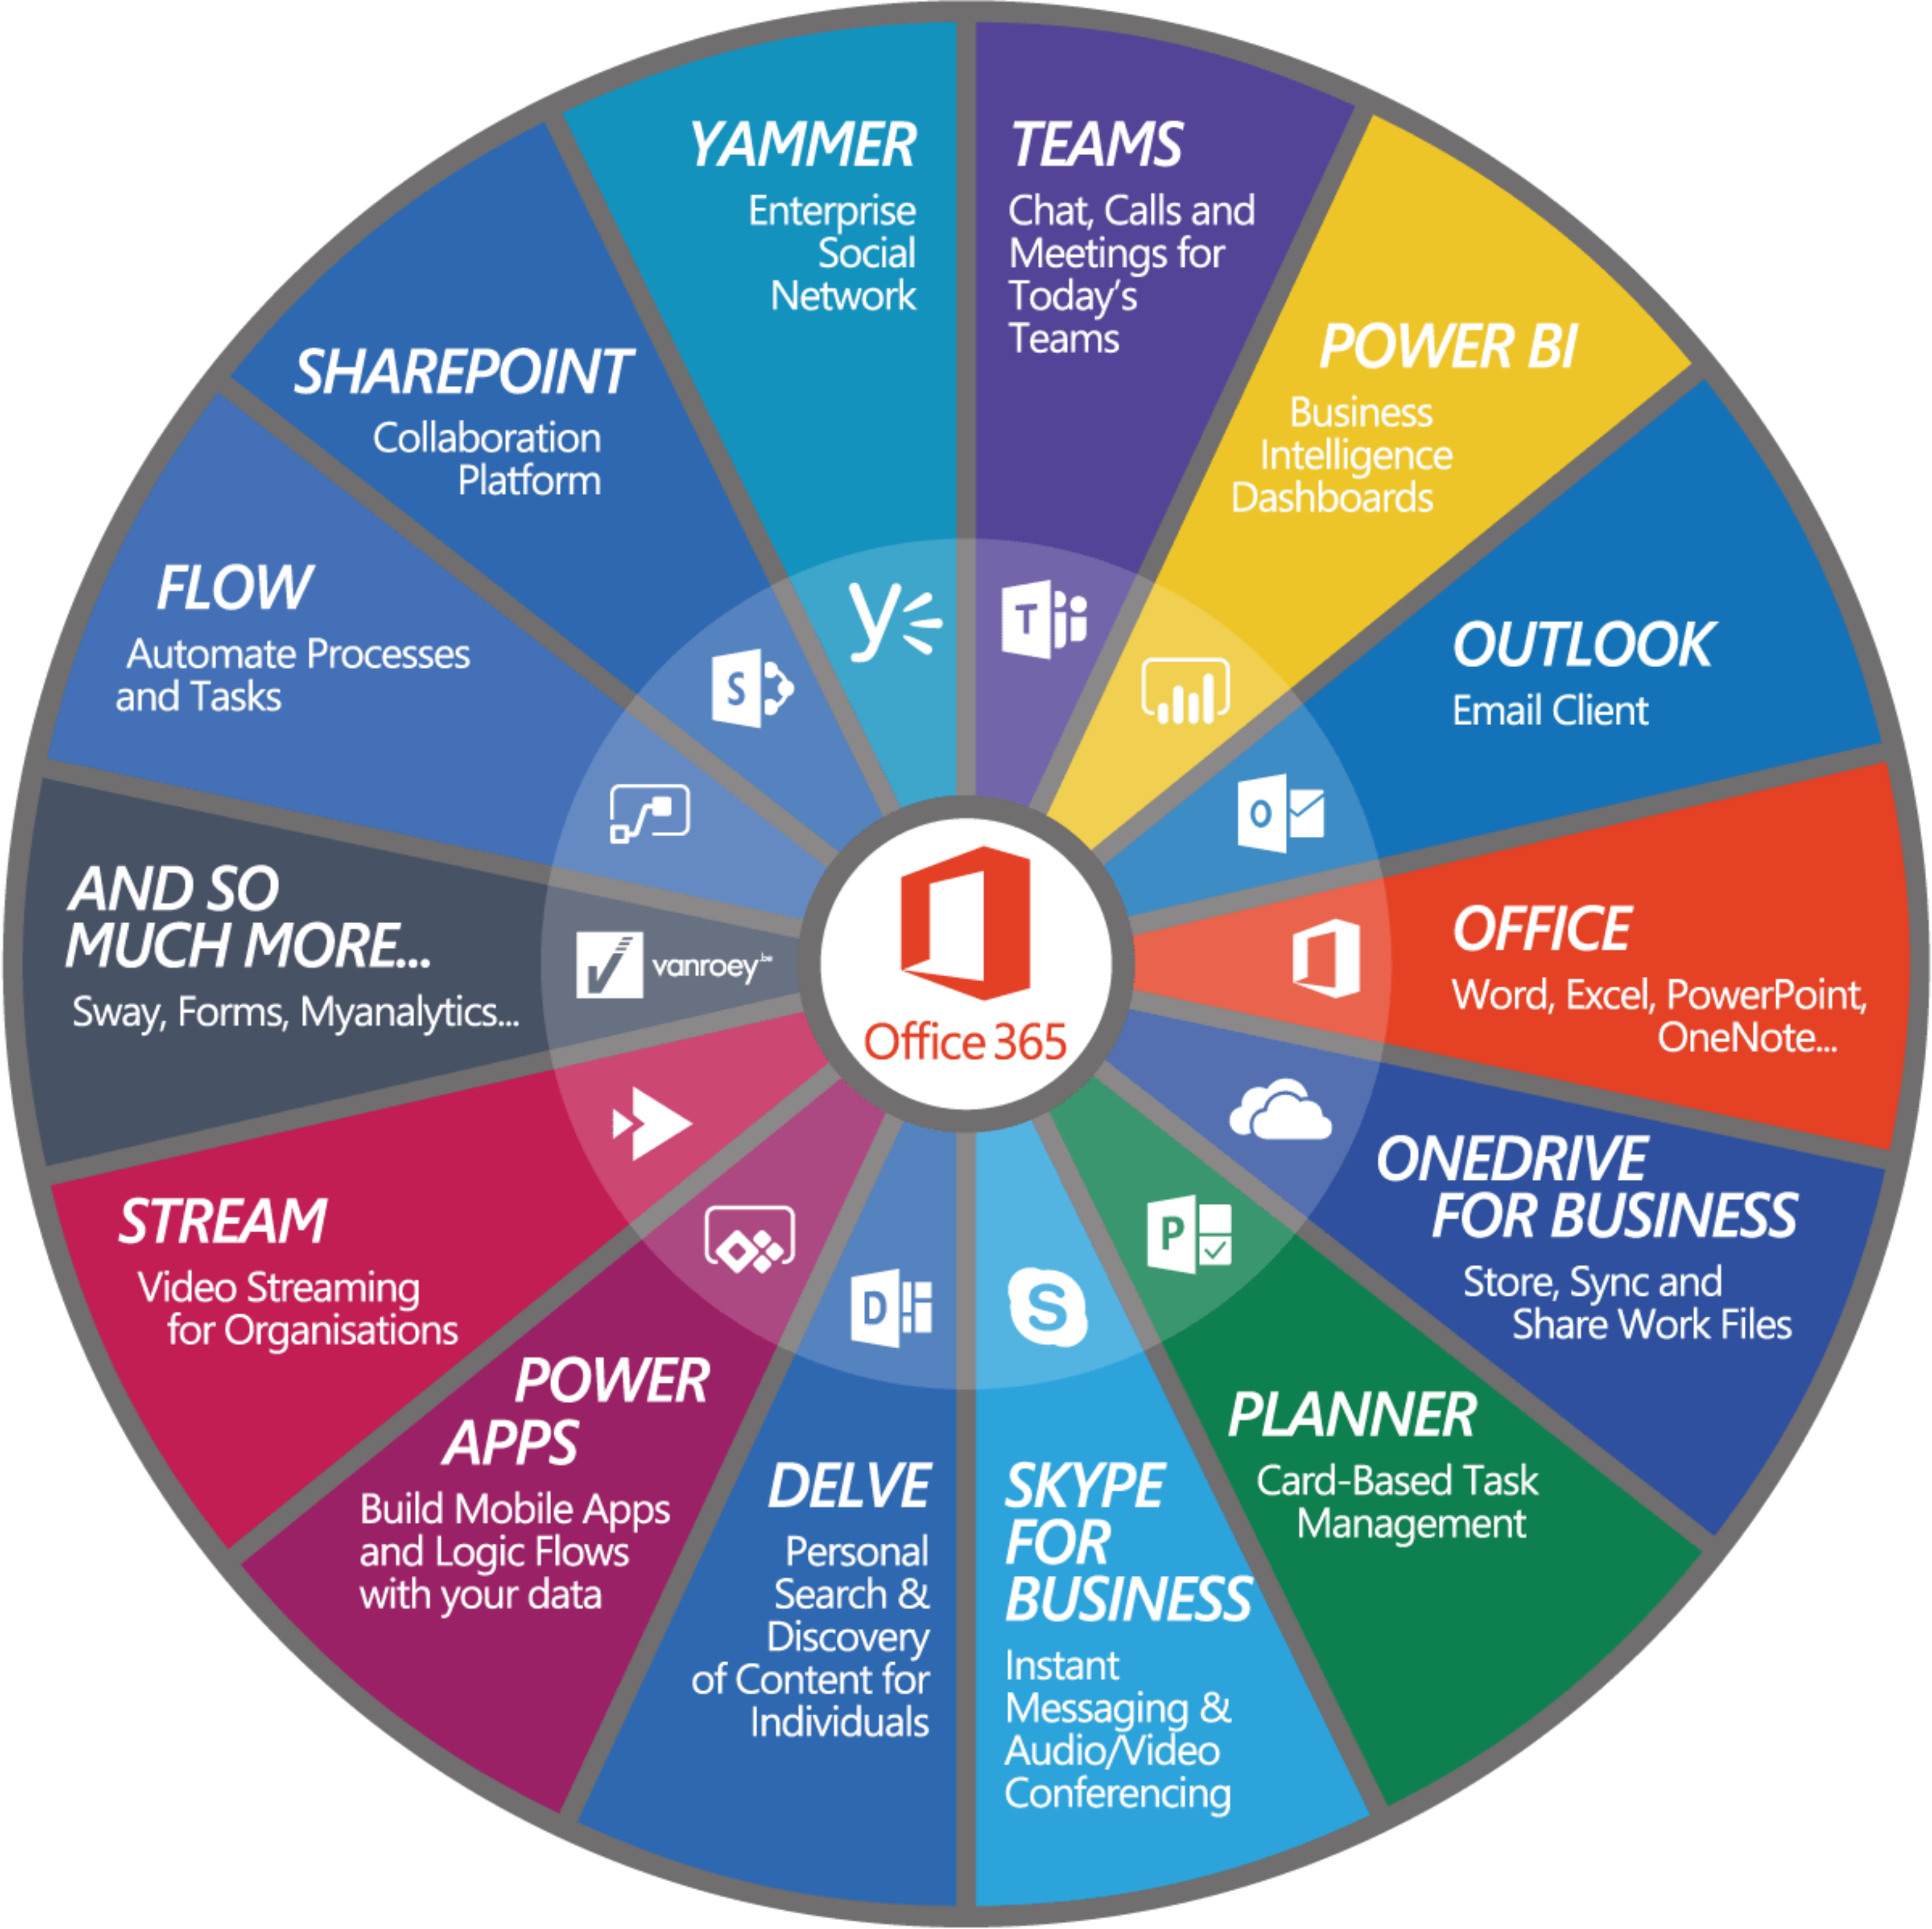 YAMMER
Enterprise
Social
Network
TEAMS
Chat, Calls and
Meetings for
Today's
Teams
POWER BI
Business
Intelligence
Dashboards
OUTLOOK
Email Client
OFFICE
Word, Excel, PowerPoint,
OneNote...
ONEDRIVE
FOR BUSINESS
Store, Sync and
Share Work Files
PLANNER
Card-Based Task
Management
SKYPE
FOR
BUSINESS
Instant
Messaging &
Audio/Video
Conferencing
DELVE
Personal
Search &
Discovery
of Content for
Individuals
POWER
APPS
Build Mobile Apps
and Logic Flows
with your data
STREAM
Video Streaming
for Organisations
AND SO
MUCH MORE...
Sway, Forms, Myanalytics...
FLOW
Automate Processes
and Tasks
SHAREPOINT
Collaboration
Platform
y
T
O
P
S
D
vanroey.be
S
Office 365